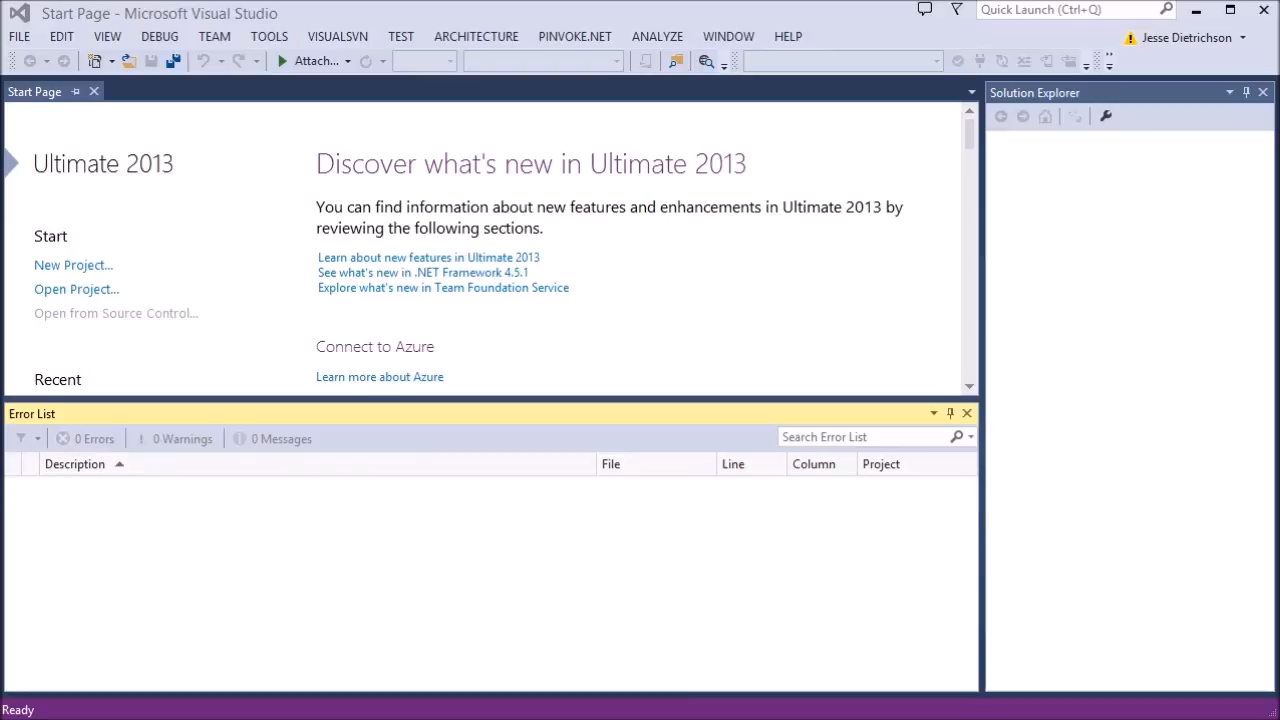 Start Page - Microsoft Visual Studio
Quick Launch (Ctrl+Q)
FILE EDIT VIEW DEBUG TEAM TOOLS VISUALSVN TEST ARCHITECTURE PINVOKE.NET ANALYZE WINDOW HELP
Jesse Dietrichson
Attach...
Start Page
Solution Explorer
Ultimate 2013
Start
New Project...
Open Project...
Open from Source Control...
Recent
Discover what's new in Ultimate 2013
You can find information about new features and enhancements in Ultimate 2013 by
reviewing the following sections.
Learn about new features in Ultimate 2013
See what's new in .NET Framework 4.5.1
Explore what's new in Team Foundation Service
Connect to Azure
Learn more about Azure
Error List
0 Errors 0 Warnings 0 Messages
Search Error List
Description File Line Column Project
Ready